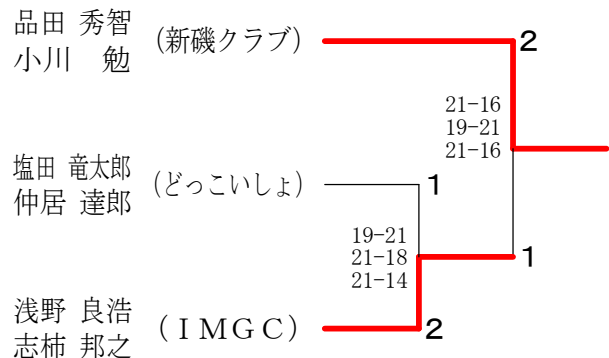 品田 秀智
小川 勉
(新磯クラブ)
2
21-16
19-21
21-16
塩田 竜太郎
仲居 達郎
(どっこいしょ)
1
19-21
21-18
21-14
1
浅野 良浩
志柿 邦之
(IMGC)
2